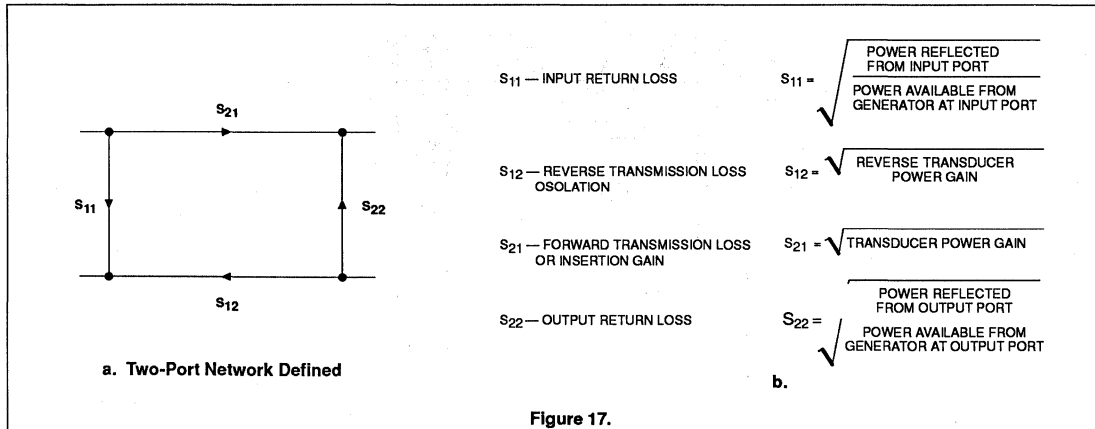 S21
S11
S22
S12
a. Two-Port Network Defined
S11 — INPUT RETURN LOSS
S11 = √ POWER REFLECTED
FROM INPUT PORT
POWER AVAILABLE FROM
GENERATOR AT INPUT PORT
S12 — REVERSE TRANSMISSION LOSS
OSOLATION
S12 = √ REVERSE TRANSDUCER
POWER GAIN
S21 — FORWARD TRANSMISSION LOSS
OR INSERTION GAIN
S21 = √ TRANSDUCER POWER GAIN
S22 — OUTPUT RETURN LOSS
S22 = √ POWER REFLECTED
FROM OUTPUT PORT
POWER AVAILABLE FROM
GENERATOR AT OUTPUT PORT
b.
Figure 17.